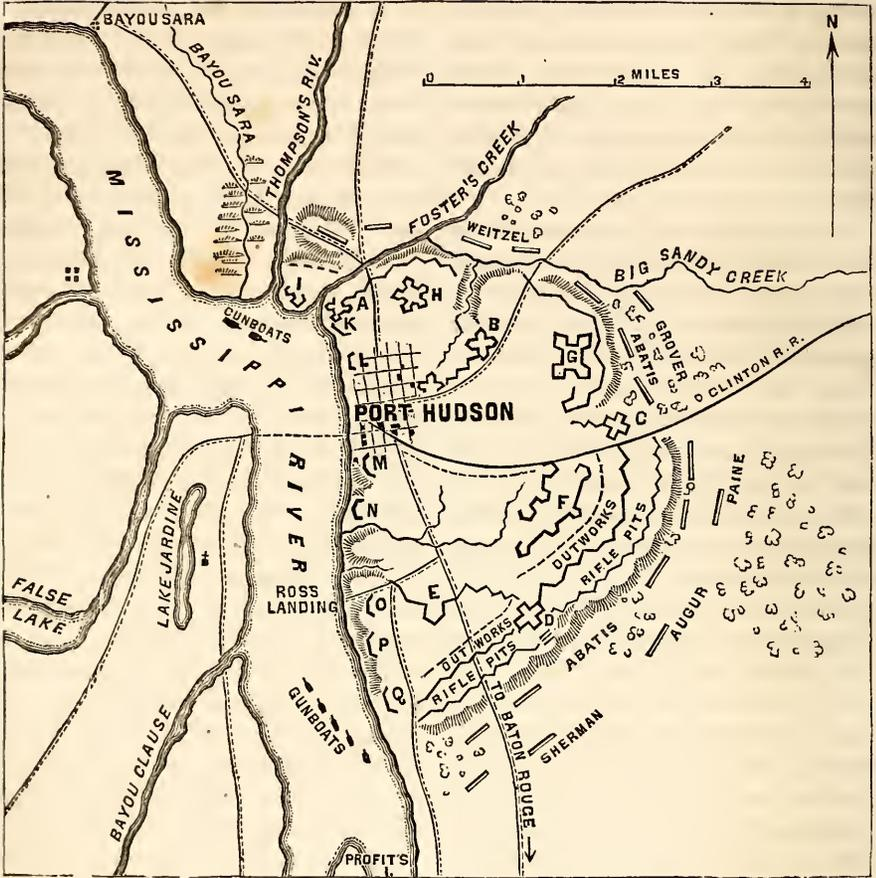 BAYOU SARA
N
BAYOU SARA
THOMPSON'S RIV.
0 1 2 3 4
MILES
MISSISSIPPI RIVER
FOSTER'S CREEK
WEITZEL
BIG SANDY CREEK
I
A
K
H
GUNBOATS
B
GROVER
ABATIS
L
G
CLINTON R.R.
PORT HUDSON
C
M
PAINE
N
F
OUTWORKS
RIFLE PITS
LAKE JARDINE
FALSE
LAKE
ROSS
LANDING
O
E
D
AUGUR
P
OUTWORKS
ABATIS
RIFLE PITS
Q
GUNBOATS
TO BATON ROUGE
SHERMAN
BAYOU CLAUSE
PROFIT'S